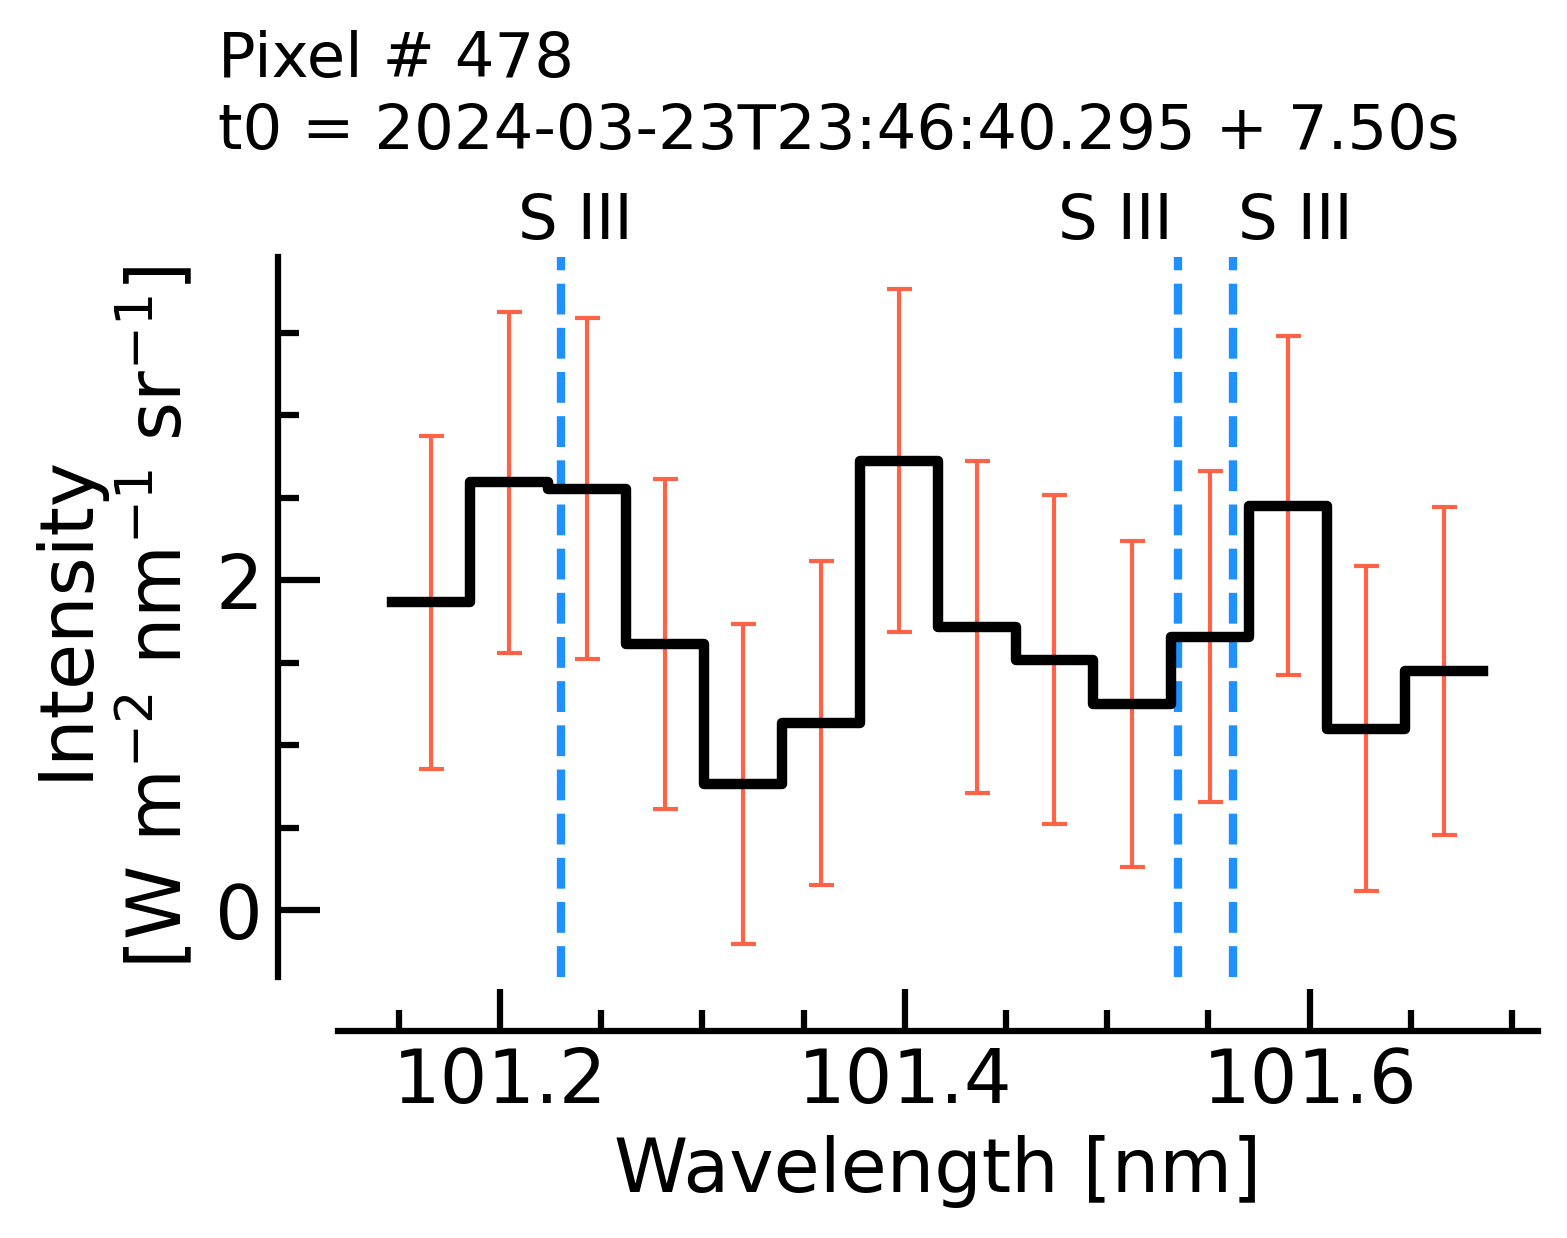 Pixel # 478
t0 = 2024-03-23T23:46:40.295 + 7.50s
S III S III S III
Intensity
[W m⁻² nm⁻¹ sr⁻¹]
2
0
101.2 101.4 101.6
Wavelength [nm]